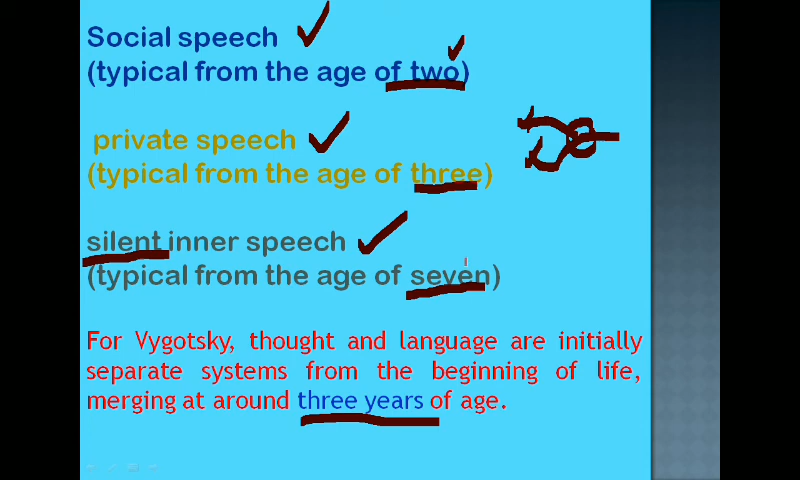 Social speech
(typical from the age of two)
private speech
(typical from the age of three)
silent inner speech
(typical from the age of seven)
For Vygotsky, thought and language are initially
separate systems from the beginning of life,
merging at around three years of age.